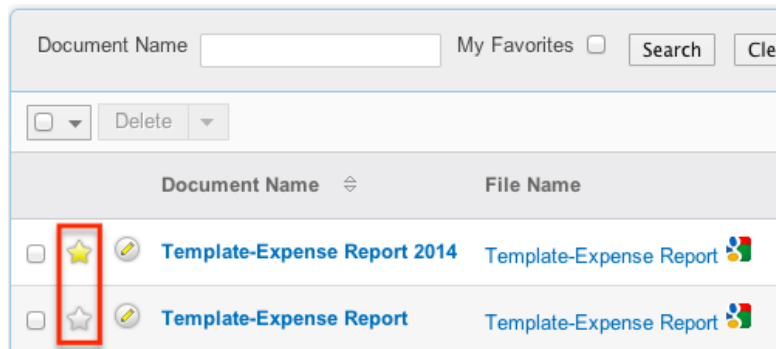 Document Name My Favorites Search Cle
Delete
Document Name File Name
Template-Expense Report 2014 Template-Expense Report
Template-Expense Report Template-Expense Report